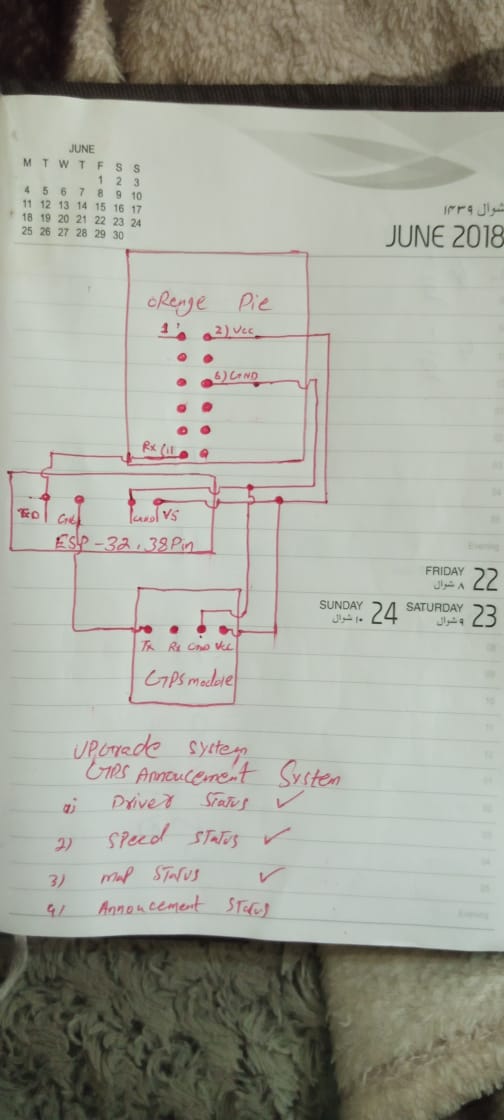 JUNE
M T W T F S S
1 2 3
4 5 6 7 8 9 10
11 12 13 14 15 16 17
18 19 20 21 22 23 24
25 26 27 28 29 30
شوال ١٤٣٩
JUNE 2018
oRenge Pie
1
2) Vcc
6) GND
Rx (11
GND V5
ESP-32, 38Pin
Evening
FRIDAY 22
٨ شوال
SUNDAY 24 SATURDAY 23
١٠ شوال ٩ شوال
Tx Rx GND Vcc
GPS module
UPGrade system
GPS Annoucement System
Driver Status ✓
2) Speed Status ✓
3) map Status ✓
4) Annoucement Status
Evening